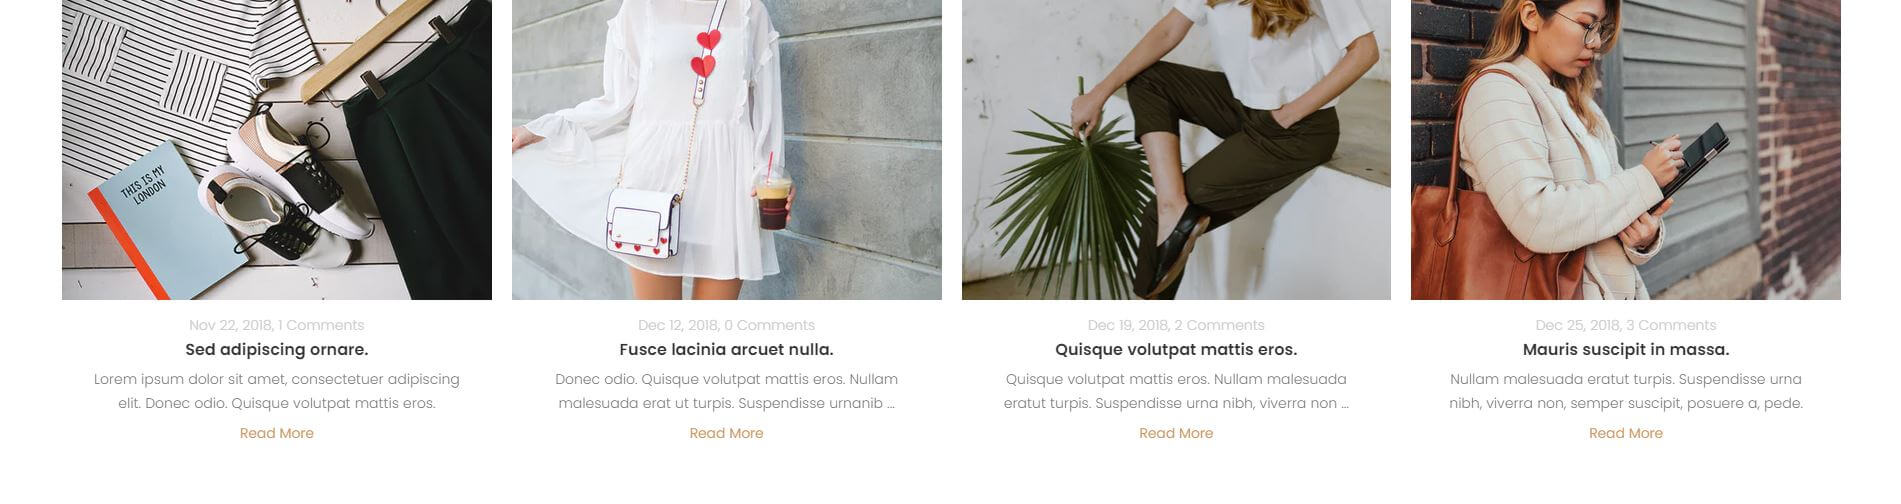 THIS IS MY
LONDON
Nov 22, 2018, 1 Comments
Sed adipiscing ornare.
Lorem ipsum dolor sit amet, consectetuer adipiscing
elit. Donec odio. Quisque volutpat mattis eros.
Read More
Dec 12, 2018, 0 Comments
Fusce lacinia arcuet nulla.
Donec odio. Quisque volutpat mattis eros. Nullam
malesuada erat ut turpis. Suspendisse urnanib ...
Read More
Dec 19, 2018, 2 Comments
Quisque volutpat mattis eros.
Quisque volutpat mattis eros. Nullam malesuada
eratut turpis. Suspendisse urna nibh, viverra non ...
Read More
Dec 25, 2018, 3 Comments
Mauris suscipit in massa.
Nullam malesuada eratut turpis. Suspendisse urna
nibh, viverra non, semper suscipit, posuere a, pede.
Read More